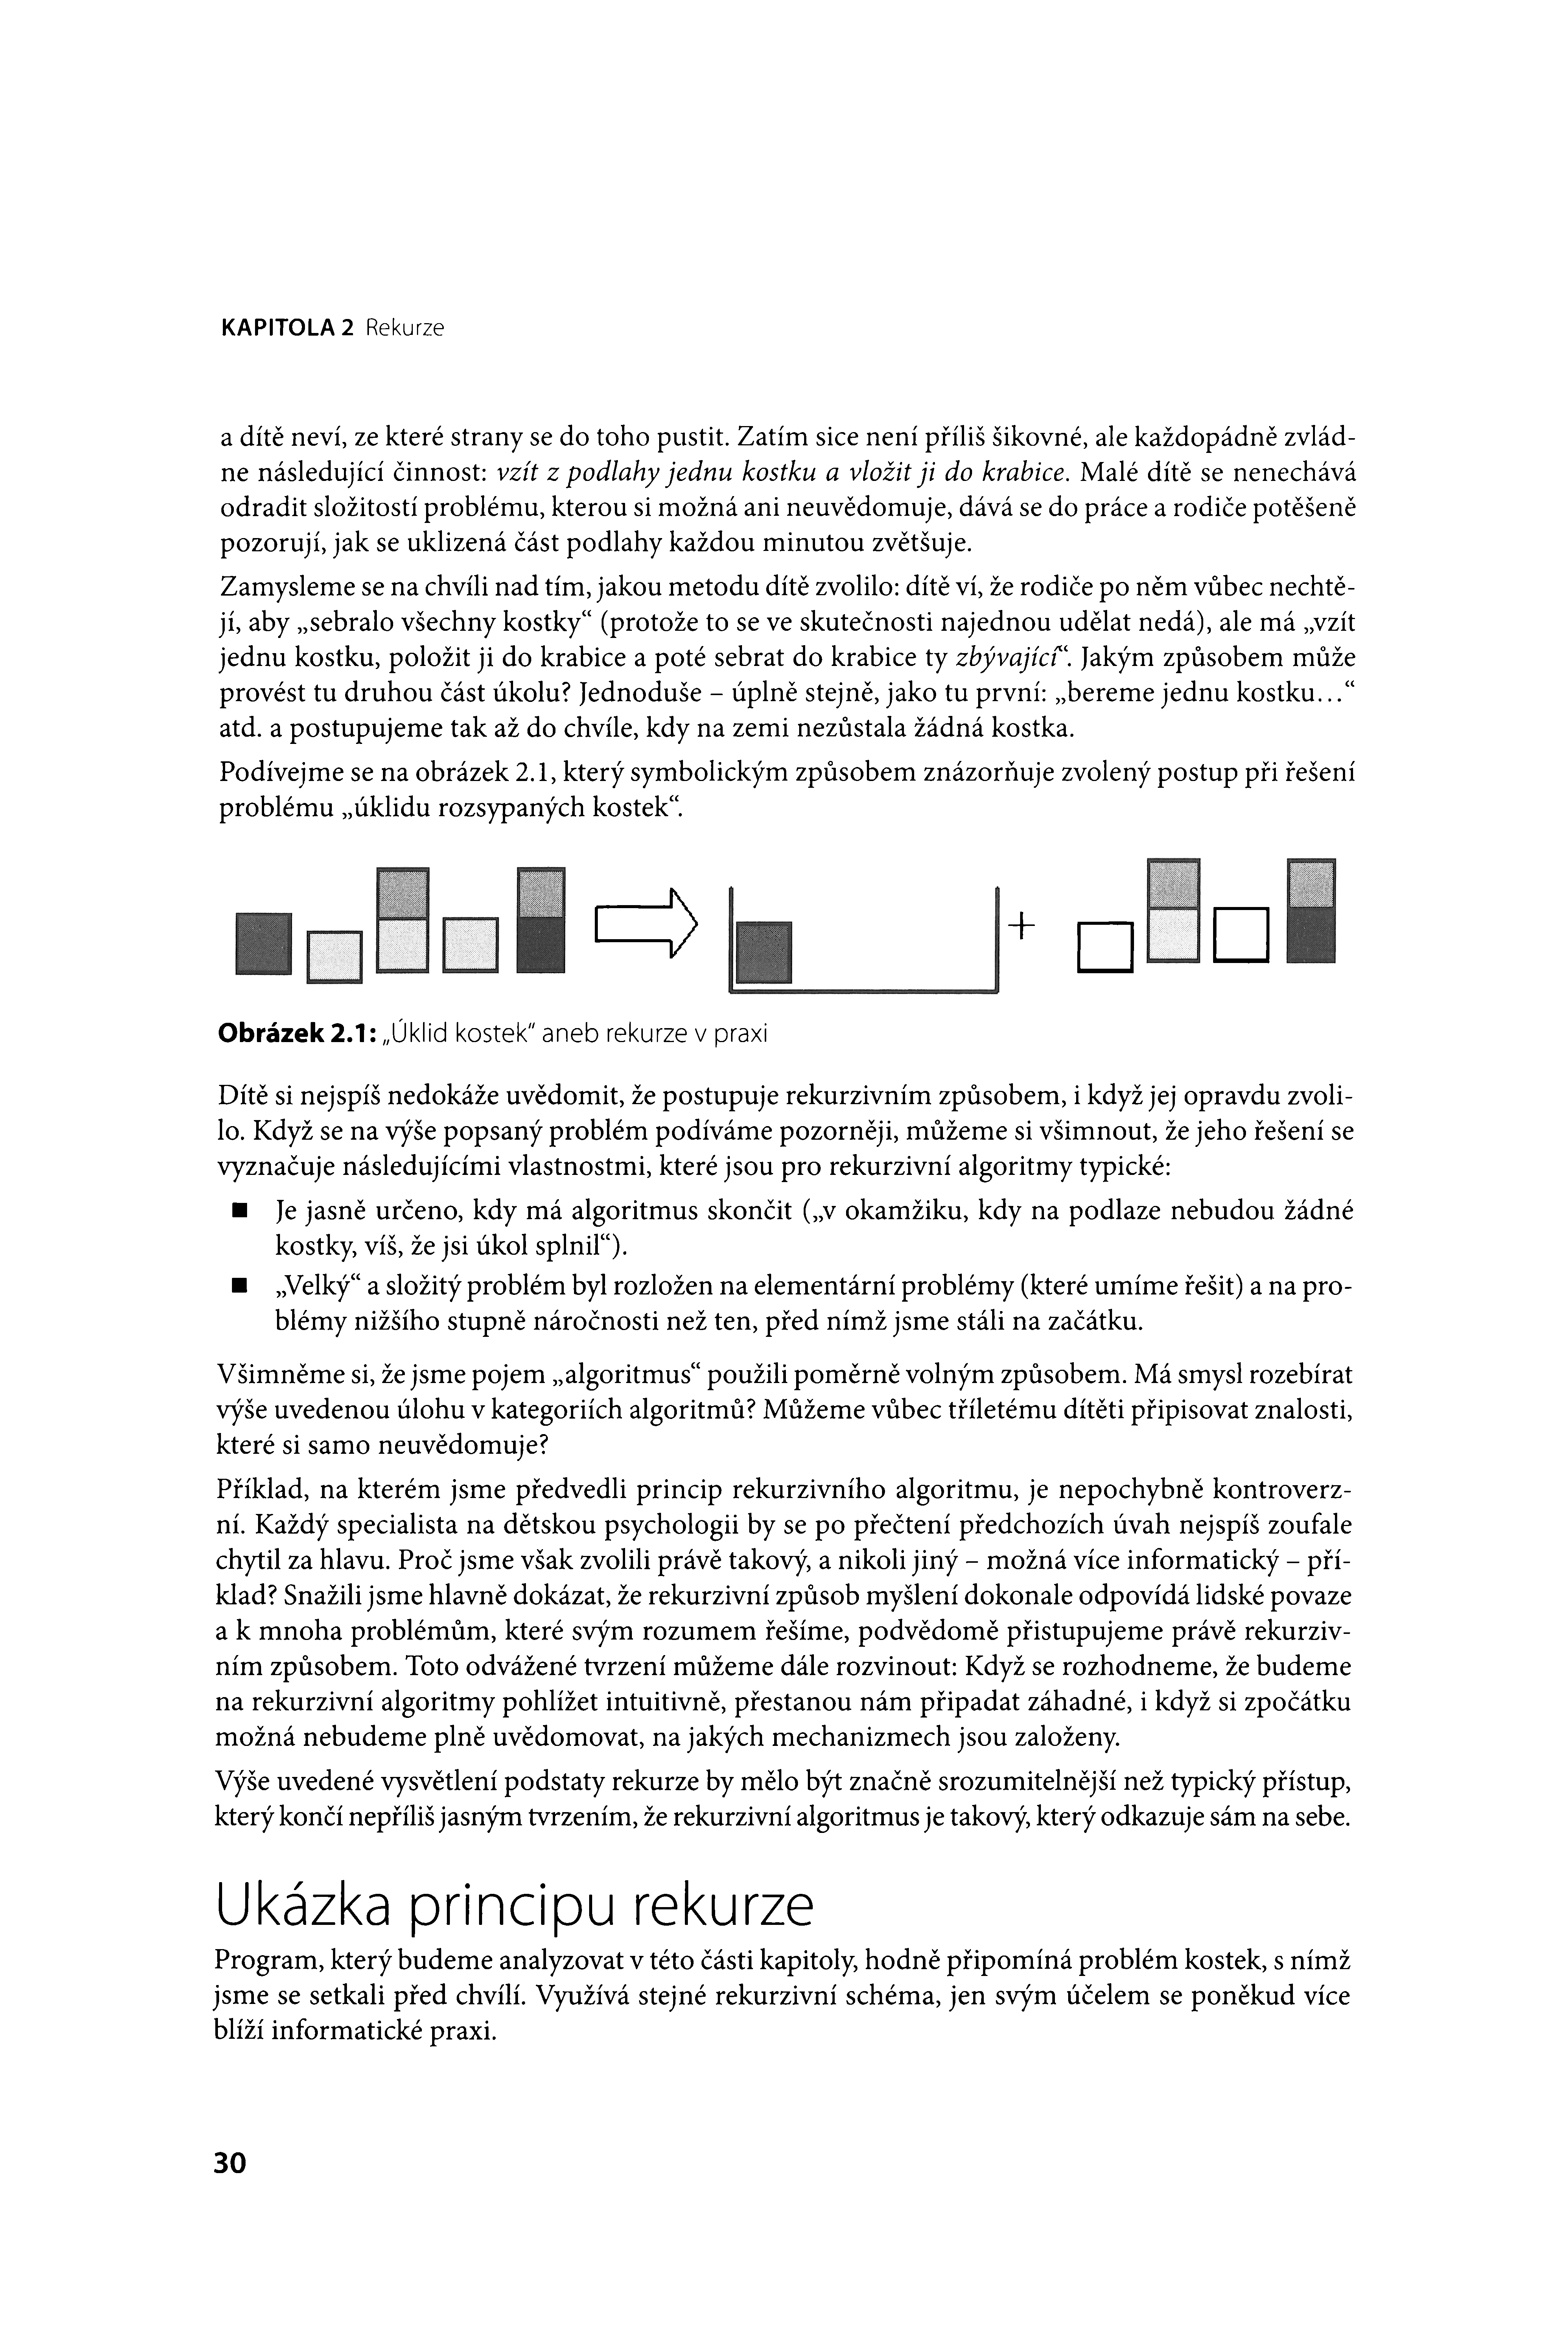 KAPITOLA 2 Rekurze
a dítě neví, ze které strany se do toho pustit. Zatím sice není příliš šikovné, ale každopádně zvlád-
ne následující činnost: vzít z podlahy jednu kostku a vložit ji do krabice. Malé dítě se nenechává
odradit složitostí problému, kterou si možná ani neuvědomuje, dává se do práce a rodiče potěšeně
pozorují, jak se uklizená část podlahy každou minutou zvětšuje.
Zamysleme se na chvíli nad tím, jakou metodu dítě zvolilo: dítě ví, že rodiče po něm vůbec nechtě-
jí, aby „sebralo všechny kostky“ (protože to se ve skutečnosti najednou udělat nedá), ale má „vzít
jednu kostku, položit ji do krabice a poté sebrat do krabice ty zbývající“. Jakým způsobem může
provést tu druhou část úkolu? Jednoduše – úplně stejně, jako tu první: „bereme jednu kostku…“
atd. a postupujeme tak až do chvíle, kdy na zemi nezůstala žádná kostka.
Podívejme se na obrázek 2.1, který symbolickým způsobem znázorňuje zvolený postup při řešení
problému „úklidu rozsypaných kostek“.
+
Obrázek 2.1: „Úklid kostek“ aneb rekurze v praxi
Dítě si nejspíš nedokáže uvědomit, že postupuje rekurzivním způsobem, i když jej opravdu zvoli-
lo. Když se na výše popsaný problém podíváme pozorněji, můžeme si všimnout, že jeho řešení se
vyznačuje následujícími vlastnostmi, které jsou pro rekurzivní algoritmy typické:
■ Je jasně určeno, kdy má algoritmus skončit („v okamžiku, kdy na podlaze nebudou žádné
kostky, víš, že jsi úkol splnil“).
■ „Velký“ a složitý problém byl rozložen na elementární problémy (které umíme řešit) a na pro-
blémy nižšího stupně náročnosti než ten, před nímž jsme stáli na začátku.
Všimněme si, že jsme pojem „algoritmus“ použili poměrně volným způsobem. Má smysl rozebírat
výše uvedenou úlohu v kategoriích algoritmů? Můžeme vůbec tříletému dítěti připisovat znalosti,
které si samo neuvědomuje?
Příklad, na kterém jsme předvedli princip rekurzivního algoritmu, je nepochybně kontroverz-
ní. Každý specialista na dětskou psychologii by se po přečtení předchozích úvah nejspíš zoufale
chytil za hlavu. Proč jsme však zvolili právě takový, a nikoli jiný – možná více informatický – pří-
klad? Snažili jsme hlavně dokázat, že rekurzivní způsob myšlení dokonale odpovídá lidské povaze
a k mnoha problémům, které svým rozumem řešíme, podvědomě přistupujeme právě rekurziv-
ním způsobem. Toto odvážené tvrzení můžeme dále rozvinout: Když se rozhodneme, že budeme
na rekurzivní algoritmy pohlížet intuitivně, přestanou nám připadat záhadné, i když si zpočátku
možná nebudeme plně uvědomovat, na jakých mechanizmech jsou založeny.
Výše uvedené vysvětlení podstaty rekurze by mělo být značně srozumitelnější než typický přístup,
který končí nepříliš jasným tvrzením, že rekurzivní algoritmus je takový, který odkazuje sám na sebe.
Ukázka principu rekurze
Program, který budeme analyzovat v této části kapitoly, hodně připomíná problém kostek, s nímž
jsme se setkali před chvílí. Využívá stejné rekurzivní schéma, jen svým účelem se poněkud více
blíží informatické praxi.
30